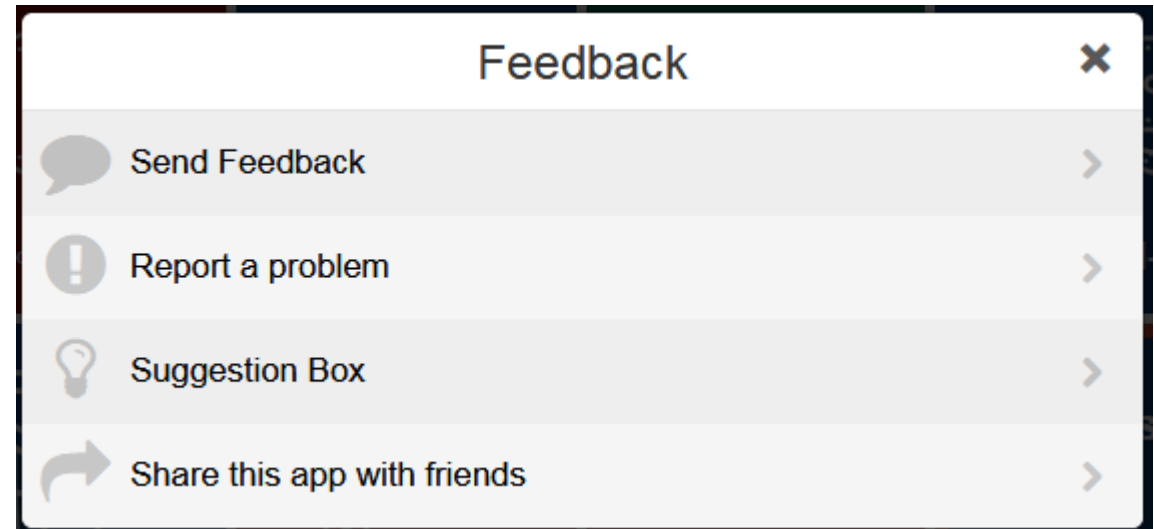 Feedback
Send Feedback
Report a problem
Suggestion Box
Share this app with friends